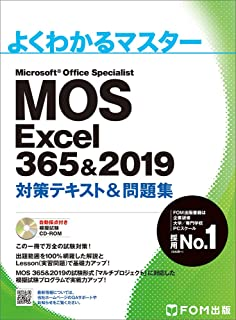 よくわかるマスター
Microsoft® Office Specialist
MOS
Excel
365&2019
対策テキスト&問題集
自動採点付き
模擬試験
CD-ROM
FOM出版書籍は
企業研修
大学/専門学校
PCスクール
採用
No.1
この一冊で万全の試験対策!
出題範囲を100%網羅した解説と
Lesson(実習問題)で基礎力アップ!
MOS 365&2019の試験形式「マルチプロジェクト」に対応した
模擬試験プログラムで実戦力アップ!
FOM出版